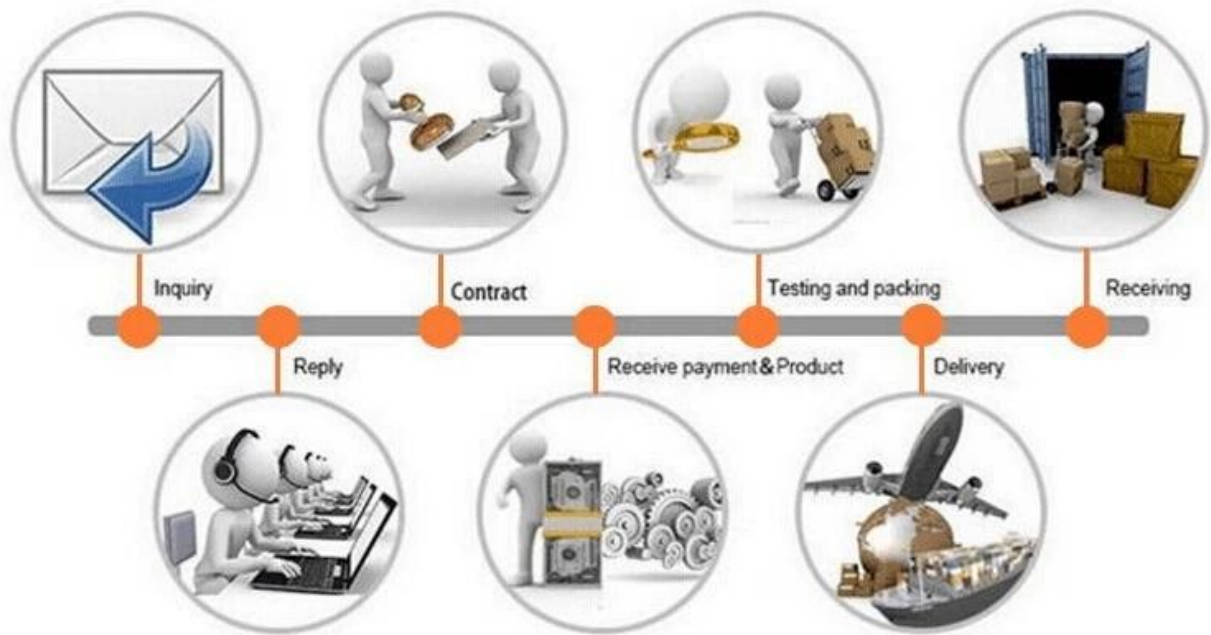 Inquiry
Reply
Contract
Receive payment&Product
Testing and packing
Delivery
Receiving